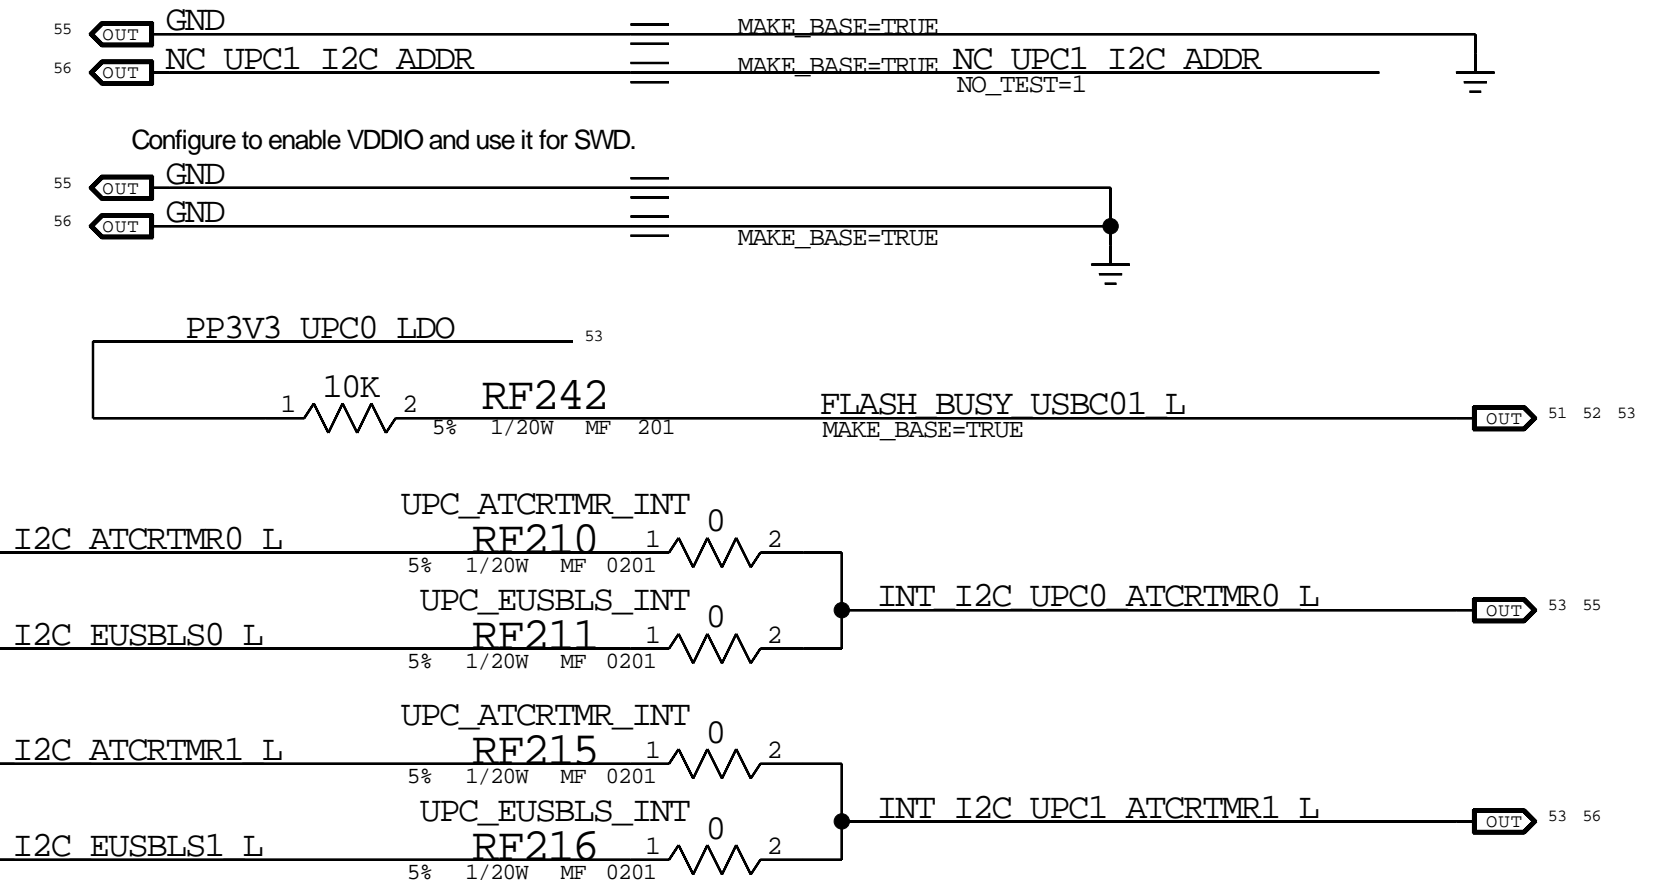 55 OUT GND MAKE_BASE=TRUE
56 OUT NC_UPC1_I2C_ADDR MAKE_BASE=TRUE NC_UPC1_I2C_ADDR
NO_TEST=1
Configure to enable VDDIO and use it for SWD.
55 OUT GND
56 OUT GND
MAKE_BASE=TRUE
PP3V3_UPC0_LDO 53
1 10K 2 RF242 FLASH_BUSY_USBC01_L OUT 51 52 53
5% 1/20W MF 201 MAKE_BASE=TRUE
UPC_ATCRTMR_INT
I2C_ATCRTMR0_L RF210 1 0 2
5% 1/20W MF 0201
UPC_EUSBLS_INT INT_I2C_UPC0_ATCRTMR0_L OUT 53 55
I2C_EUSBLS0_L RF211 1 0 2
5% 1/20W MF 0201
UPC_ATCRTMR_INT
I2C_ATCRTMR1_L RF215 1 0 2
5% 1/20W MF 0201
UPC_EUSBLS_INT INT_I2C_UPC1_ATCRTMR1_L OUT 53 56
I2C_EUSBLS1_L RF216 1 0 2
5% 1/20W MF 0201